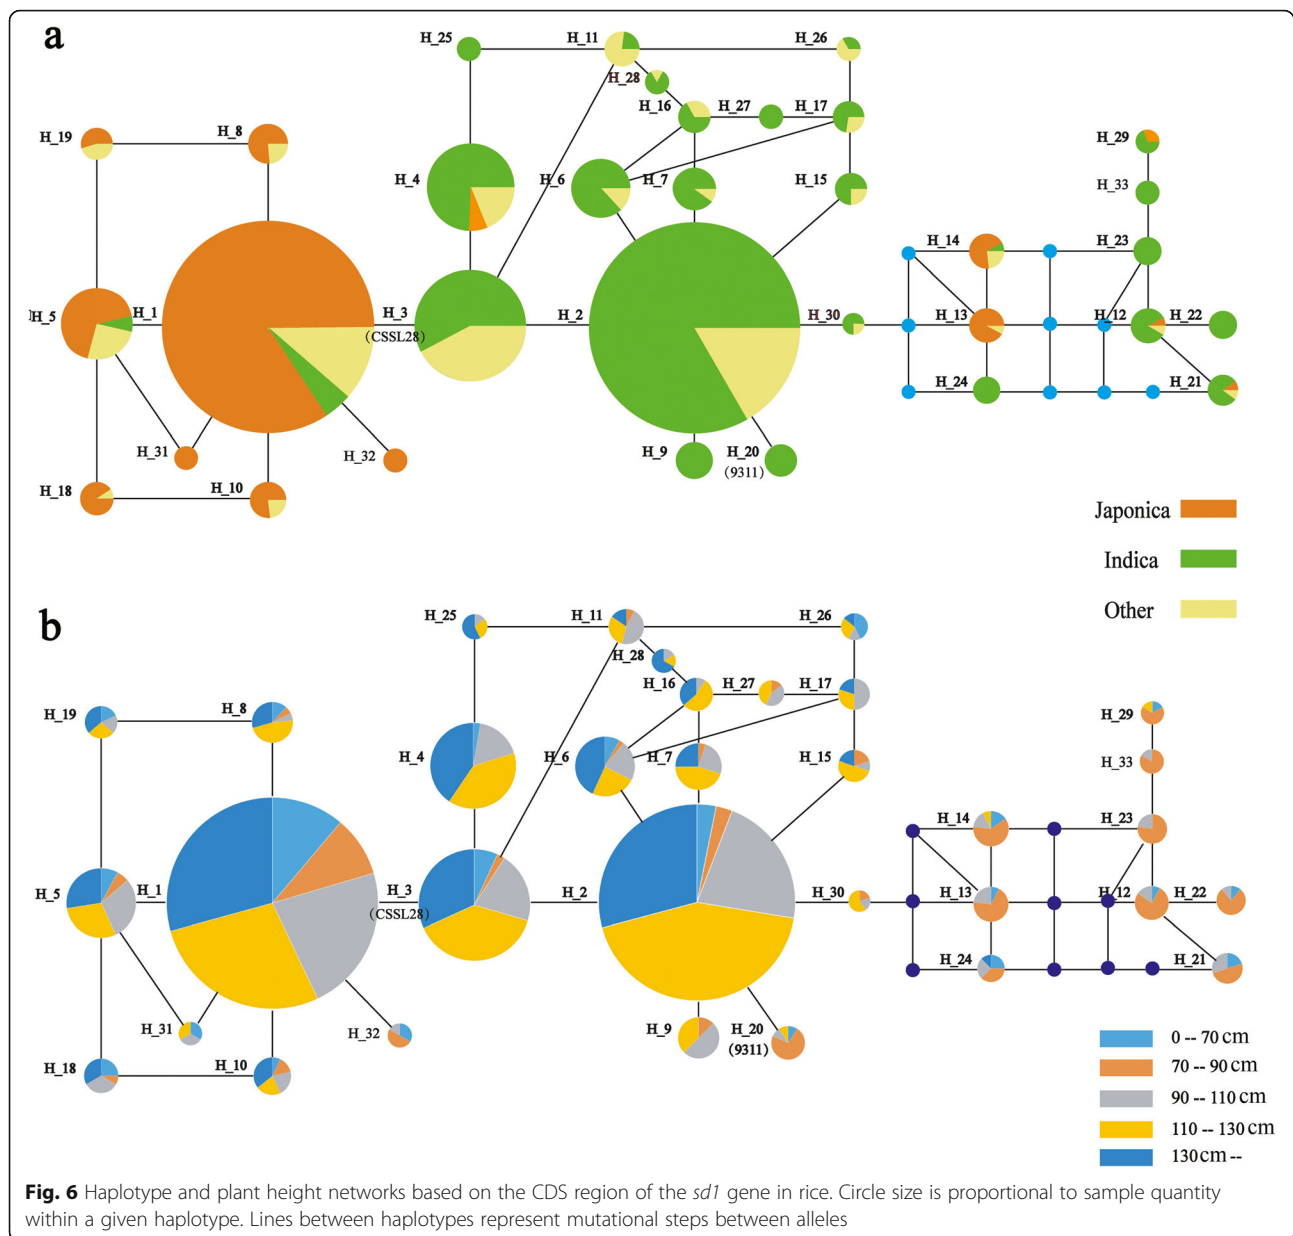 a
H_25
H_11
H_26
H_28
H_19
H_8
H_16
H_27
H_17
H_29
H_4
H_6
H_7
H_15
H_33
H_14
H_23
H_5
H_1
H_3
(CSSL28)
H_2
H_30
H_13
H_12
H_22
H_24
H_21
H_31
H_32
H_9
H_20
(9311)
H_18
H_10
Japonica
Indica
Other
b
H_25
H_11
H_26
H_28
H_19
H_8
H_16
H_27
H_17
H_29
H_4
H_6
H_7
H_15
H_33
H_14
H_23
H_5
H_1
H_3
(CSSL28)
H_2
H_30
H_13
H_12
H_22
H_24
H_21
H_31
H_32
H_9
H_20
(9311)
H_18
H_10
0 -- 70 cm
70 -- 90 cm
90 -- 110 cm
110 -- 130 cm
130 cm --
Fig. 6 Haplotype and plant height networks based on the CDS region of the sd1 gene in rice. Circle size is proportional to sample quantity
within a given haplotype. Lines between haplotypes represent mutational steps between alleles